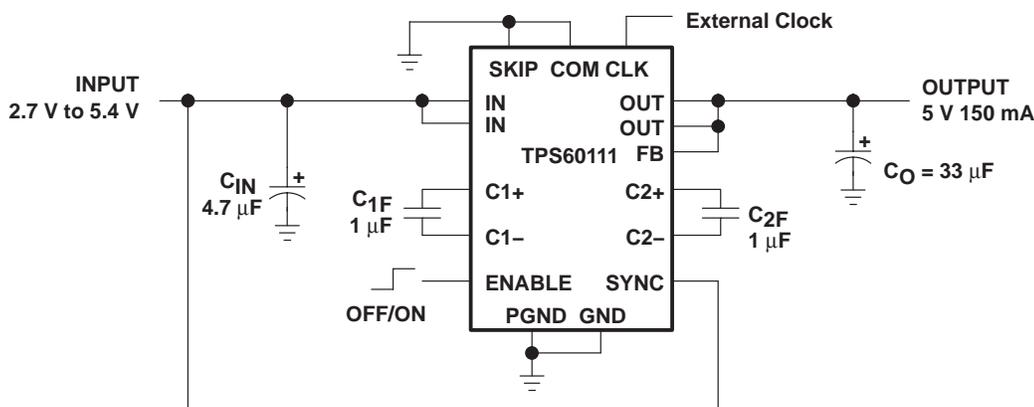 External Clock
SKIP COM CLK
INPUT
2.7 V to 5.4 V
IN
IN
OUT
OUT
TPS60111 FB
OUTPUT
5 V 150 mA
CIN
4.7 µF
C1F
1 µF
C1+
C1–
C2+
C2–
C2F
1 µF
CO = 33 µF
ENABLE
SYNC
OFF/ON
PGND GND